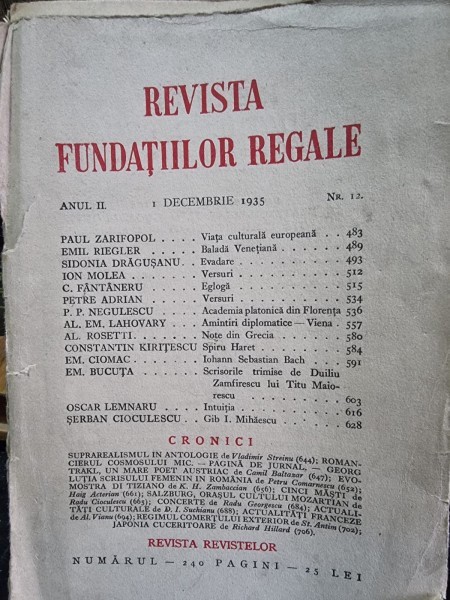 REVISTA
FUNDAȚIILOR REGALE
ANUL II. 1 DECEMBRIE 1935 NR. 12.
PAUL ZARIFOPOL . . . . Viața culturală europeană . . 483
EMIL RIEGLER . . . . . Baladă Venețiană . . . . . . 489
SIDONIA DRĂGUȘANU . . Evadare . . . . . . . . . . 493
ION MOLEA . . . . . . Versuri . . . . . . . . . . 512
C. FÂNTÂNERU . . . . . Eglogă . . . . . . . . . . 515
PETRE ADRIAN . . . . . Versuri . . . . . . . . . . 534
P. P. NEGULESCU . . . . Academia platonică din Florența 536
AL. EM. LAHOVARY . . . Amintiri diplomatice — Viena . 557
AL. ROSETTI . . . . . . Note din Grecia . . . . . . 580
CONSTANTIN KIRIȚESCU Spiru Haret . . . . . . . . 584
EM. CIOMAC . . . . . . Iohann Sebastian Bach . . . . 591
EM. BUCUȚA . . . . . . Scrisorile trimise de Duiliu
Zamfirescu lui Titu Maio-
rescu . . . . . . . . . . 603
OSCAR LEMNARU . . . . Intuiția . . . . . . . . . . 616
ȘERBAN CIOCULESCU . . Gib I. Mihăescu . . . . . . 628
CRONICI
SUPRAREALISMUL IN ANTOLOGIE de Vladimir Streinu (644); ROMAN-
CIERUL COSMOSULUI MIC. — PAGINĂ DE JURNAL, — GEORG
TRAKL, UN MARE POET AUSTRIAC de Camil Baltazar (647); EVO-
LUȚIA SCRISULUI FEMININ IN ROMÂNIA de Petru Comarnescu (652);
MOSTRA DI TIZIANO de K. H. Zambaccian (656); CINCI MĂȘTI de
Haig Acterian (661); SALZBURG, ORAȘUL CULTULUI MOZARTIAN de
Radu Cioculescu (665); CONCERTE de Radu Georgescu (684); ACTUALI-
TĂȚI CULTURALE de D. I. Suchianu (688); ACTUALITĂȚI FRANCEZE
de Al. Vianu (694); REGIMUL COMERȚULUI EXTERIOR de St. Antim (702);
JAPONIA CUCERITOARE de Richard Hillard (706).
REVISTA REVISTELOR
NUMĂRUL — 240 PAGINI — 25 LEI